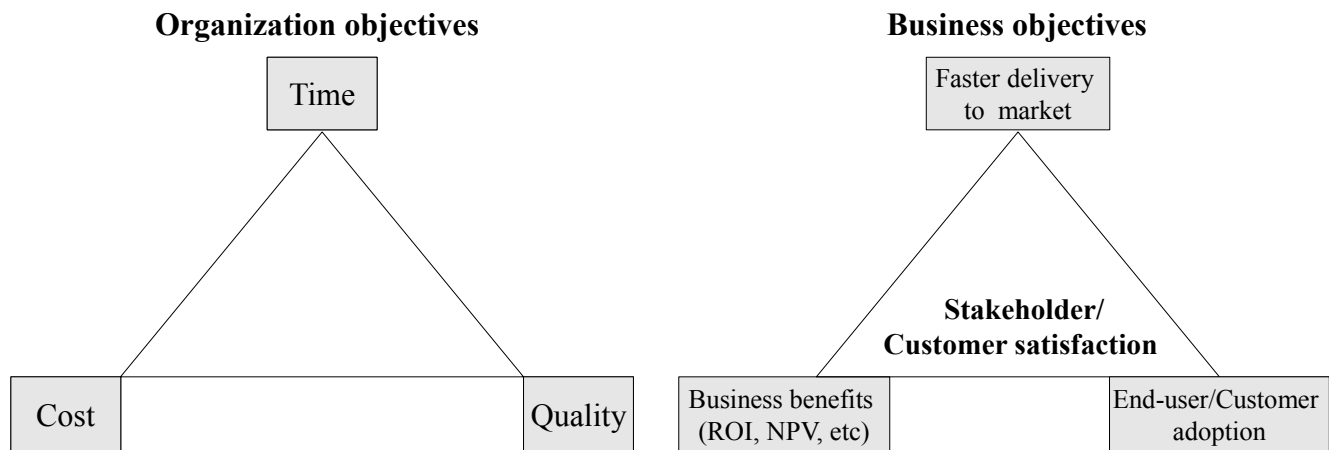 Organization objectives
Time
Cost
Quality
Business objectives
Faster delivery
to market
Stakeholder/
Customer satisfaction
Business benefits
(ROI, NPV, etc)
End-user/Customer
adoption